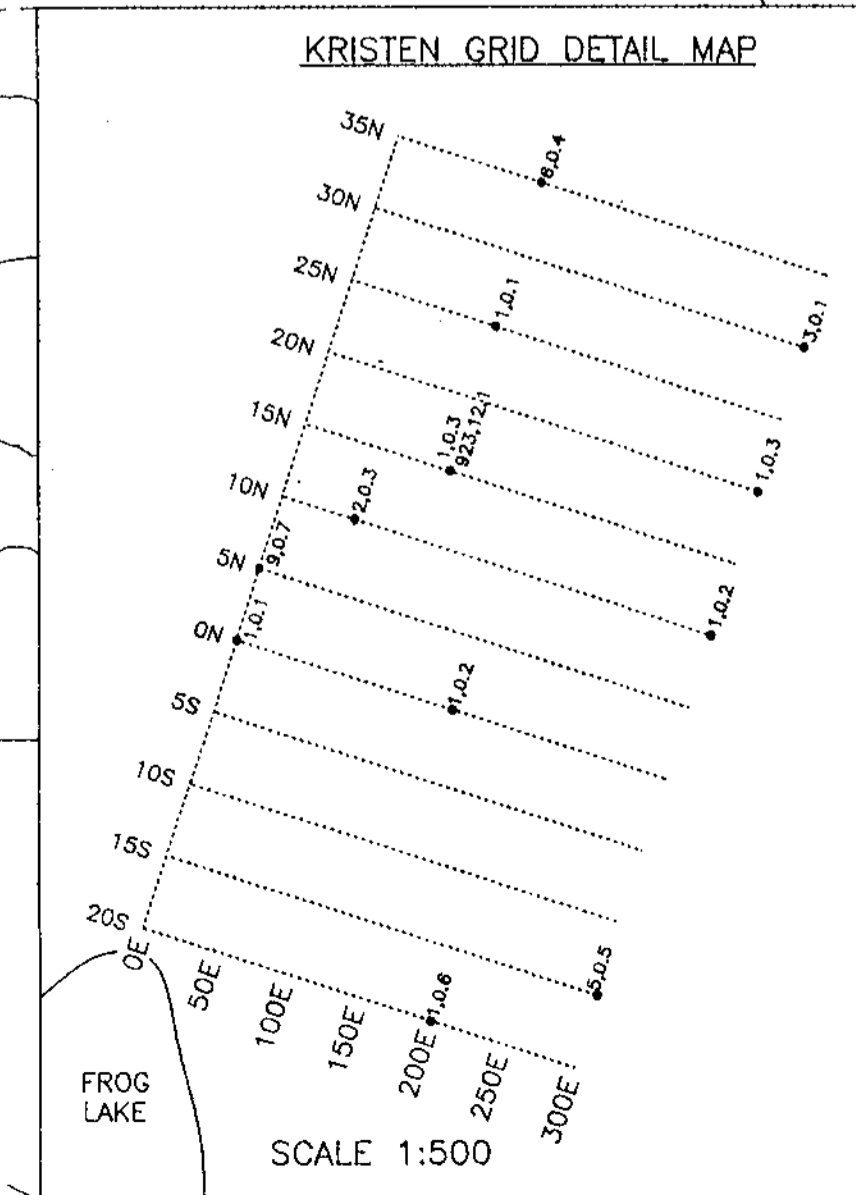 KRISTEN GRID DETAIL MAP
35N
8,0.4
30N
3,0.1
25N
1,0.1
20N
1,0.3
15N
1,0.3
923,12,1
10N
2,0.3
1,0.2
5N
9,0.7
0N
1,0.1
1,0.2
5S
10S
15S
5,0.5
20S
1,0.6
0E
50E
100E
150E
200E
250E
300E
FROG
LAKE
SCALE 1:500